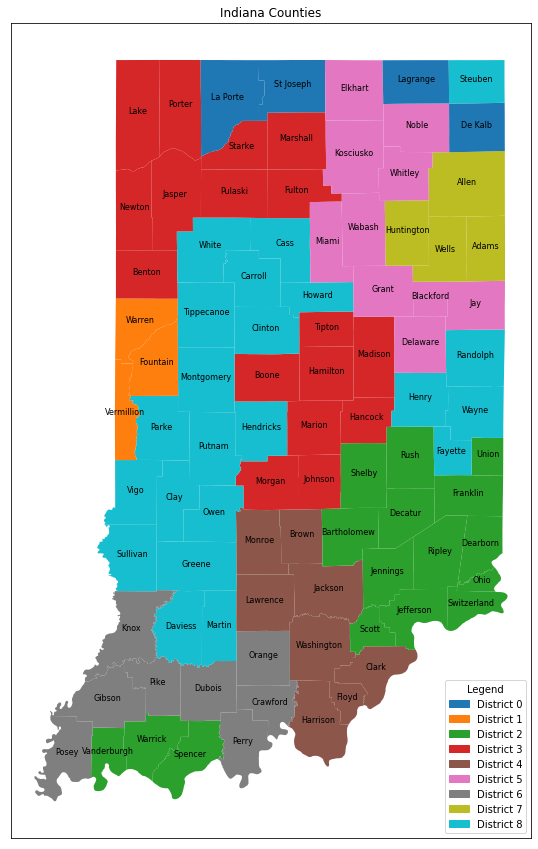 Indiana Counties
Steuben
Lagrange
St Joseph
Elkhart
La Porte
Porter
Lake
Noble
De Kalb
Marshall
Starke
Kosciusko
Whitley
Allen
Jasper
Pulaski
Fulton
Newton
Wabash
Huntington
Miami
White
Cass
Wells
Adams
Benton
Carroll
Grant
Howard
Blackford
Jay
Tippecanoe
Warren
Clinton
Tipton
Delaware
Madison
Randolph
Fountain
Hamilton
Boone
Montgomery
Henry
Wayne
Vermillion
Hancock
Parke
Hendricks
Marion
Putnam
Fayette
Union
Rush
Shelby
Morgan
Johnson
Franklin
Vigo
Clay
Owen
Decatur
Bartholomew
Brown
Monroe
Dearborn
Ripley
Sullivan
Greene
Jennings
Ohio
Jackson
Lawrence
Switzerland
Jefferson
Knox
Daviess
Martin
Scott
Washington
Orange
Clark
Pike
Dubois
Gibson
Floyd
Crawford
Harrison
Perry
Warrick
Vanderburgh
Posey
Spencer
Legend
District 0
District 1
District 2
District 3
District 4
District 5
District 6
District 7
District 8